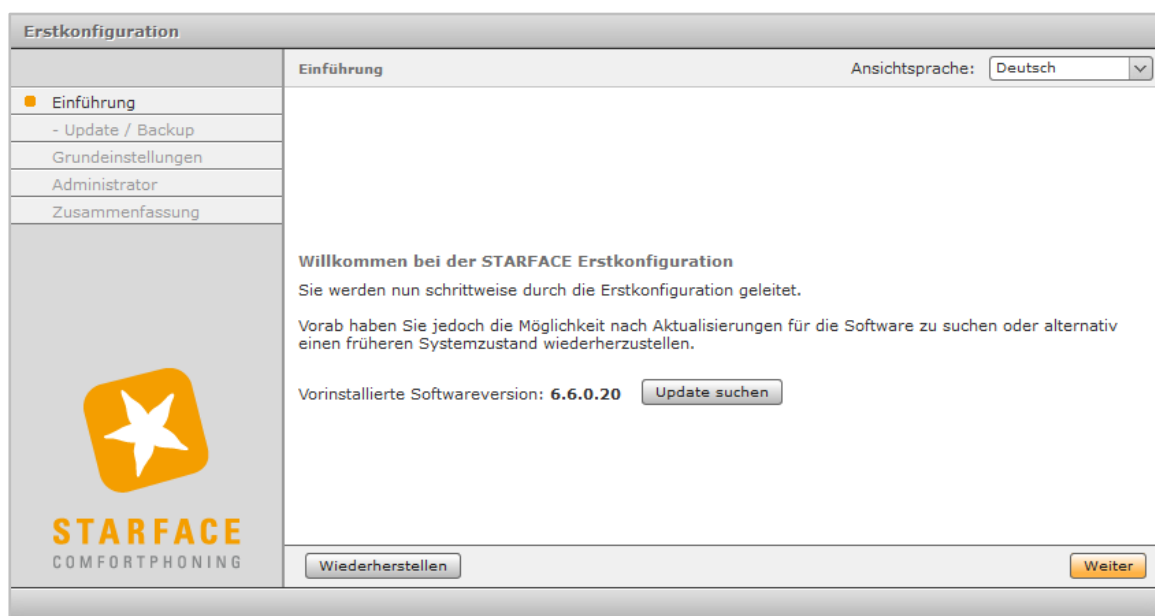 Erstkonfiguration
Einführung
Ansichtsprache: Deutsch
Einführung
- Update / Backup
Grundeinstellungen
Administrator
Zusammenfassung
Willkommen bei der STARFACE Erstkonfiguration
Sie werden nun schrittweise durch die Erstkonfiguration geleitet.
Vorab haben Sie jedoch die Möglichkeit nach Aktualisierungen für die Software zu suchen oder alternativ
einen früheren Systemzustand wiederherzustellen.
Vorinstallierte Softwareversion: 6.6.0.20 Update suchen
STARFACE
COMFORTPHONING
Wiederherstellen
Weiter